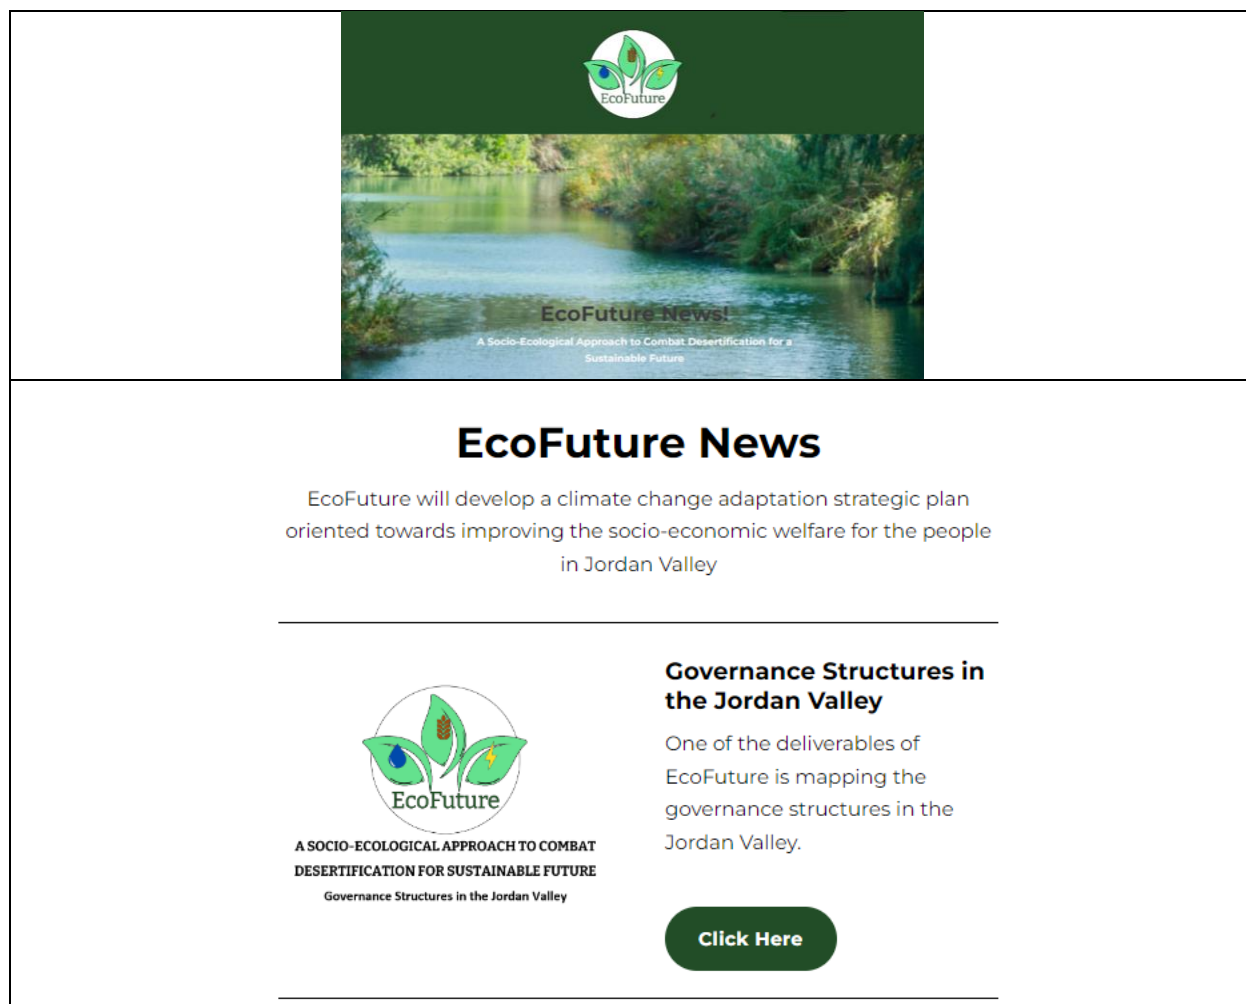 EcoFuture
EcoFuture News!
A Socio-Ecological Approach to Combat Desertification for a
Sustainable Future
EcoFuture News
EcoFuture will develop a climate change adaptation strategic plan
oriented towards improving the socio-economic welfare for the people
in Jordan Valley
EcoFuture
A SOCIO-ECOLOGICAL APPROACH TO COMBAT
DESERTIFICATION FOR SUSTAINABLE FUTURE
Governance Structures in the Jordan Valley
Governance Structures in
the Jordan Valley
One of the deliverables of
EcoFuture is mapping the
governance structures in the
Jordan Valley.
Click Here